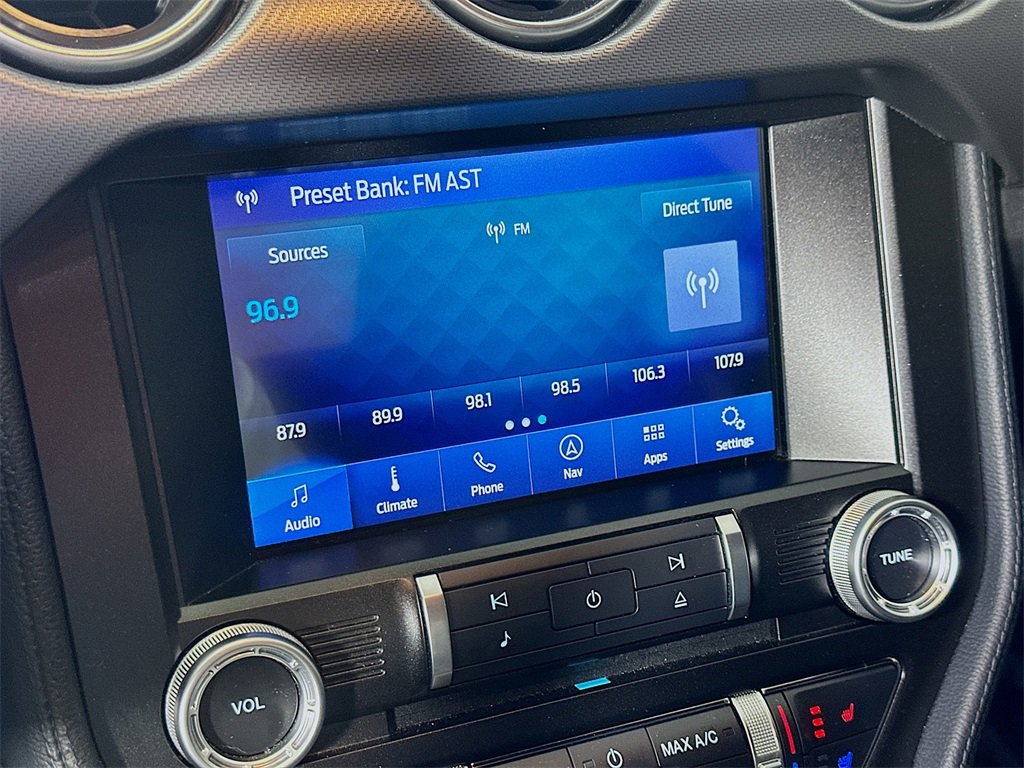 Preset Bank: FM AST
Sources
FM
Direct Tune
96.9
87.9
89.9
98.1
98.5
106.3
107.9
Audio
Climate
Phone
Nav
Apps
Settings
VOL
TUNE
MAX A/C